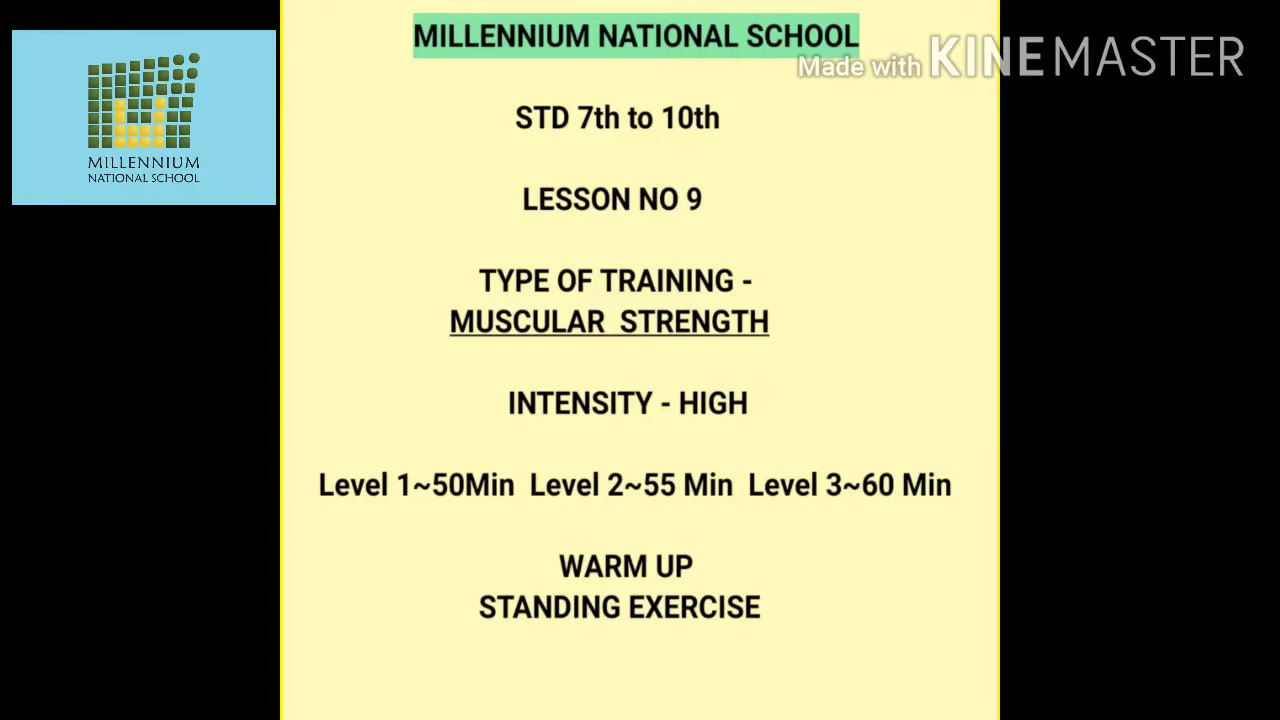 MILLENNIUM NATIONAL SCHOOL
Made with KINEMASTER
MILLENNIUM
NATIONAL SCHOOL
STD 7th to 10th
LESSON NO 9
TYPE OF TRAINING -
MUSCULAR STRENGTH
INTENSITY - HIGH
Level 1~50Min Level 2~55 Min Level 3~60 Min
WARM UP
STANDING EXERCISE